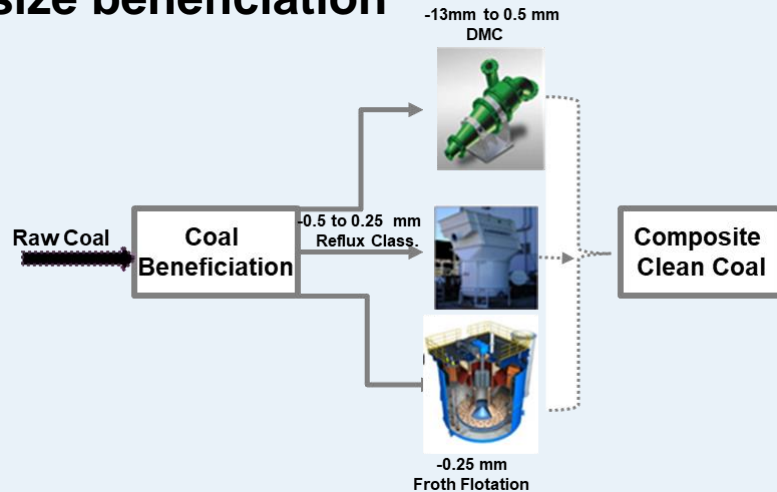 size beneficiation
-13mm to 0.5 mm
DMC
Raw Coal
Coal
Beneficiation
-0.5 to 0.25 mm
Reflux Class.
Composite
Clean Coal
-0.25 mm
Froth Flotation